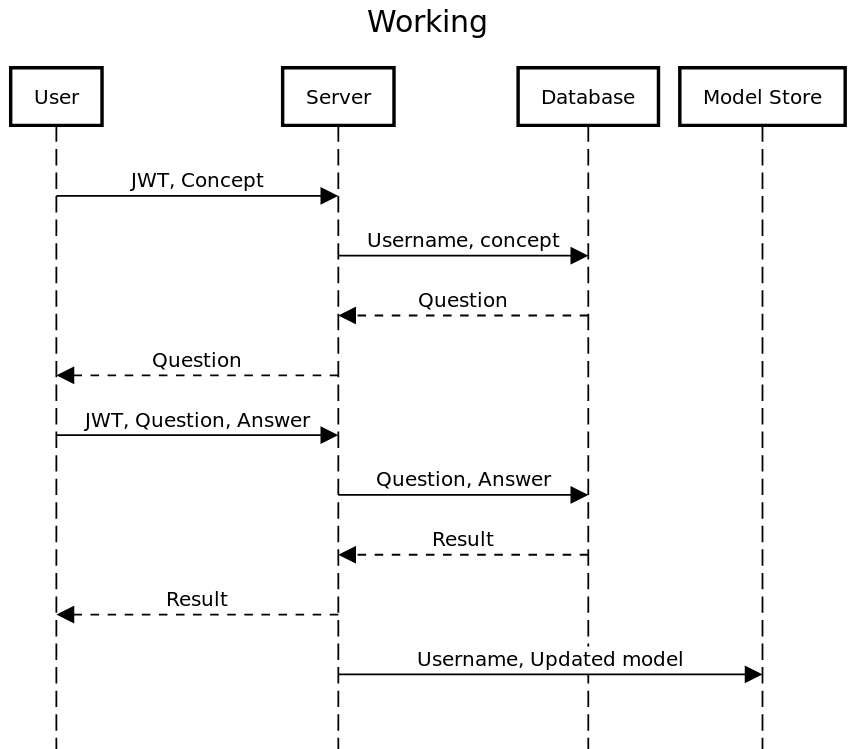 Working
User
Server
Database
Model Store
JWT, Concept
Username, concept
Question
Question
JWT, Question, Answer
Question, Answer
Result
Result
Username, Updated model